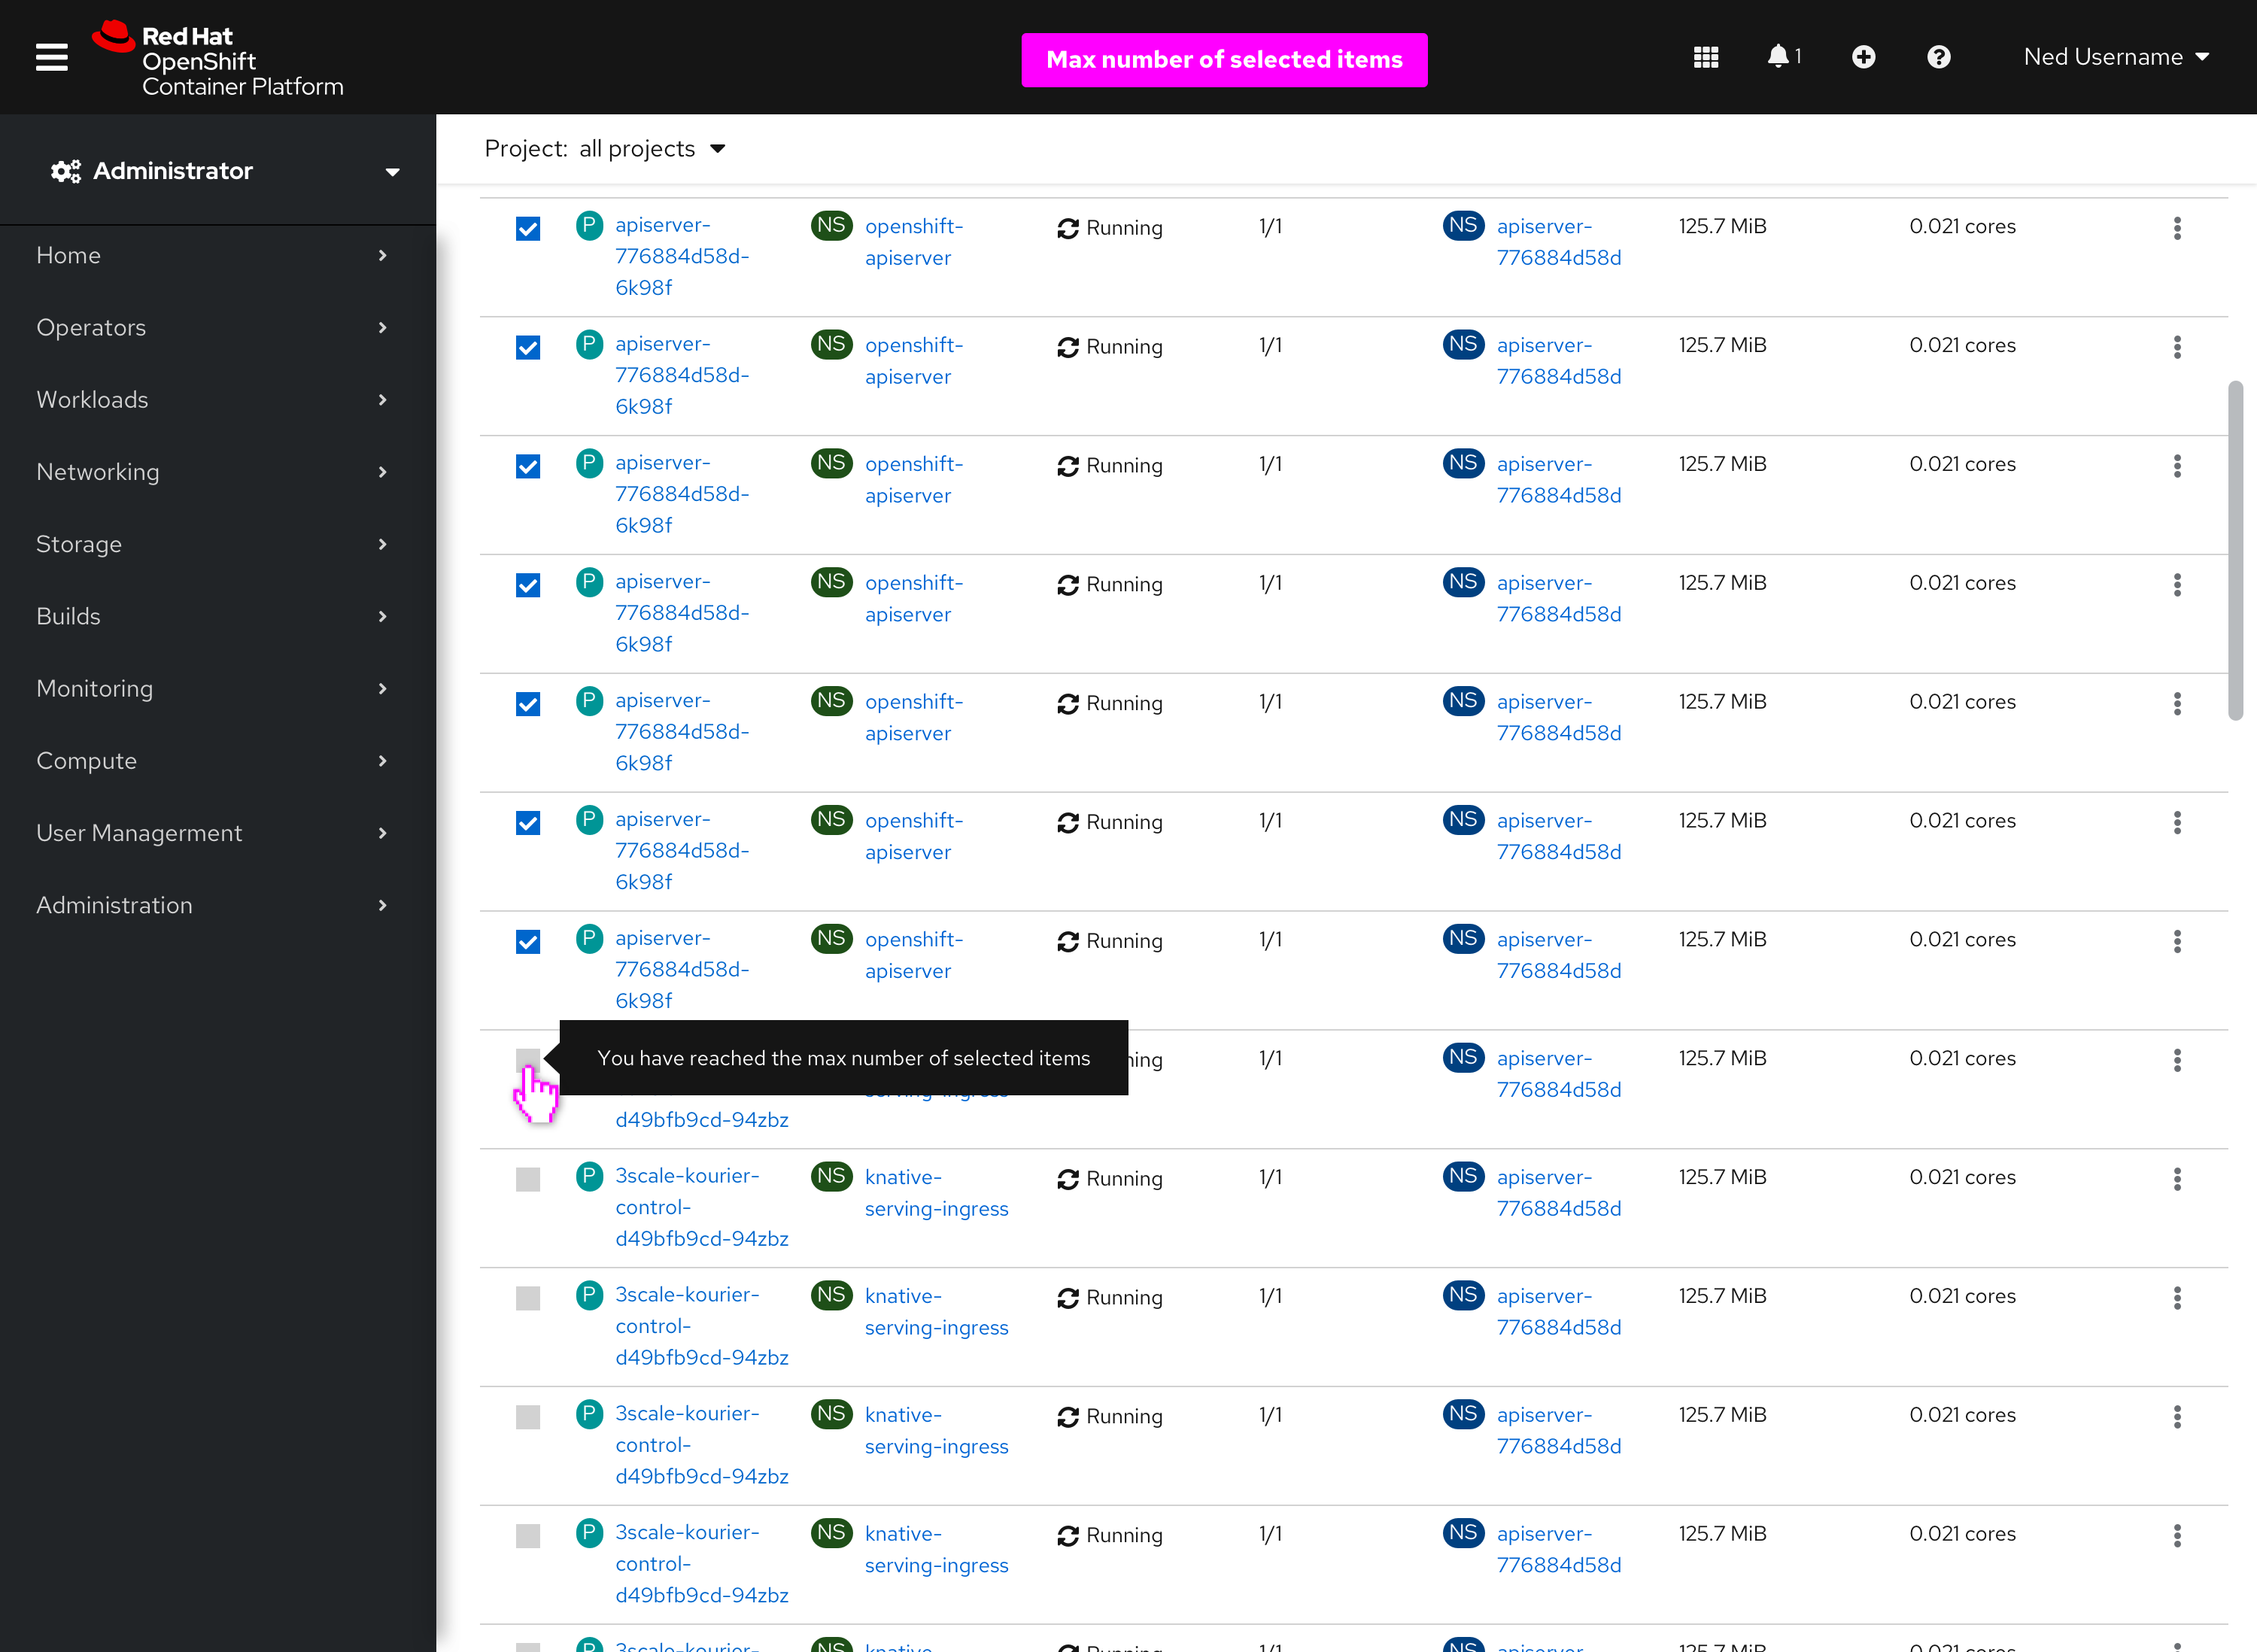 Red Hat
OpenShift
Container Platform
Max number of selected items
1
Ned Username
Administrator
Home
Operators
Workloads
Networking
Storage
Builds
Monitoring
Compute
User Managerment
Administration
Project: all projects
P apiserver- NS openshift- Running 1/1 NS apiserver- 125.7 MiB 0.021 cores
776884d58d- apiserver 776884d58d
6k98f
P apiserver- NS openshift- Running 1/1 NS apiserver- 125.7 MiB 0.021 cores
776884d58d- apiserver 776884d58d
6k98f
P apiserver- NS openshift- Running 1/1 NS apiserver- 125.7 MiB 0.021 cores
776884d58d- apiserver 776884d58d
6k98f
P apiserver- NS openshift- Running 1/1 NS apiserver- 125.7 MiB 0.021 cores
776884d58d- apiserver 776884d58d
6k98f
P apiserver- NS openshift- Running 1/1 NS apiserver- 125.7 MiB 0.021 cores
776884d58d- apiserver 776884d58d
6k98f
P apiserver- NS openshift- Running 1/1 NS apiserver- 125.7 MiB 0.021 cores
776884d58d- apiserver 776884d58d
6k98f
P apiserver- NS openshift- Running 1/1 NS apiserver- 125.7 MiB 0.021 cores
776884d58d- apiserver 776884d58d
6k98f
You have reached the max number of selected items 1/1 NS apiserver- 125.7 MiB 0.021 cores
776884d58d
d49bfb9cd-94zbz
P 3scale-kourier- NS knative- Running 1/1 NS apiserver- 125.7 MiB 0.021 cores
control- serving-ingress 776884d58d
d49bfb9cd-94zbz
P 3scale-kourier- NS knative- Running 1/1 NS apiserver- 125.7 MiB 0.021 cores
control- serving-ingress 776884d58d
d49bfb9cd-94zbz
P 3scale-kourier- NS knative- Running 1/1 NS apiserver- 125.7 MiB 0.021 cores
control- serving-ingress 776884d58d
d49bfb9cd-94zbz
P 3scale-kourier- NS knative- Running 1/1 NS apiserver- 125.7 MiB 0.021 cores
control- serving-ingress 776884d58d
d49bfb9cd-94zbz